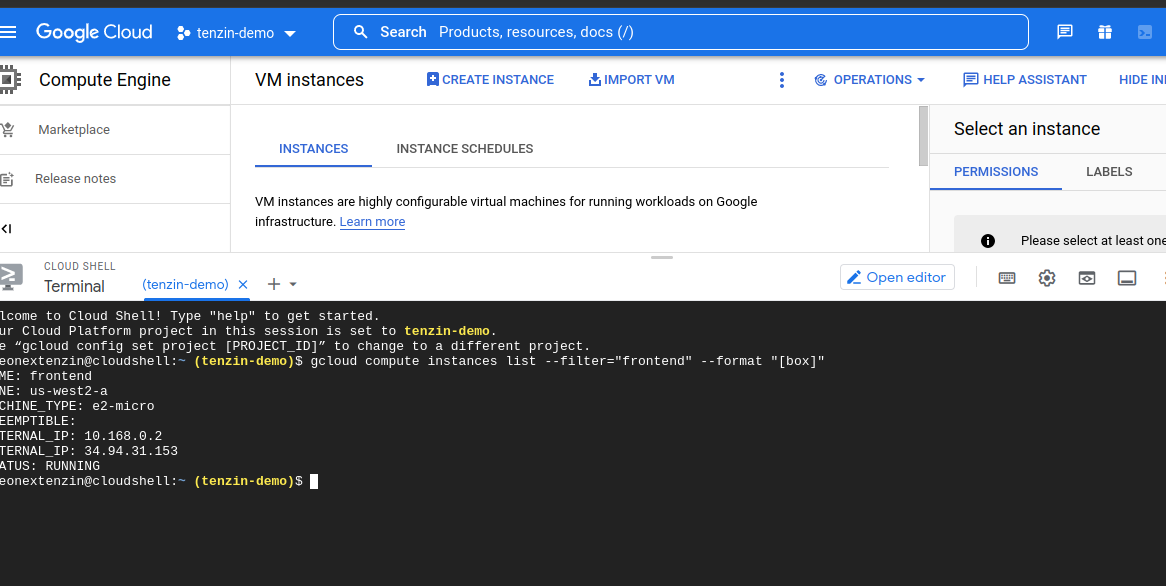 Google Cloud
tenzin-demo
Search Products, resources, docs (/)
Compute Engine
VM instances
CREATE INSTANCE
IMPORT VM
OPERATIONS
HELP ASSISTANT
HIDE IN
Marketplace
Release notes
INSTANCES
INSTANCE SCHEDULES
VM instances are highly configurable virtual machines for running workloads on Google
infrastructure. Learn more
Select an instance
PERMISSIONS
LABELS
Please select at least one
CLOUD SHELL
Terminal
(tenzin-demo)
Open editor
lcome to Cloud Shell! Type "help" to get started.
ur Cloud Platform project in this session is set to tenzin-demo.
e “gcloud config set project [PROJECT_ID]” to change to a different project.
eonextenzin@cloudshell:~ (tenzin-demo)$ gcloud compute instances list --filter="frontend" --format "[box]"
ME: frontend
NE: us-west2-a
CHINE_TYPE: e2-micro
EEMPTIBLE:
TERNAL_IP: 10.168.0.2
TERNAL_IP: 34.94.31.153
ATUS: RUNNING
eonextenzin@cloudshell:~ (tenzin-demo)$